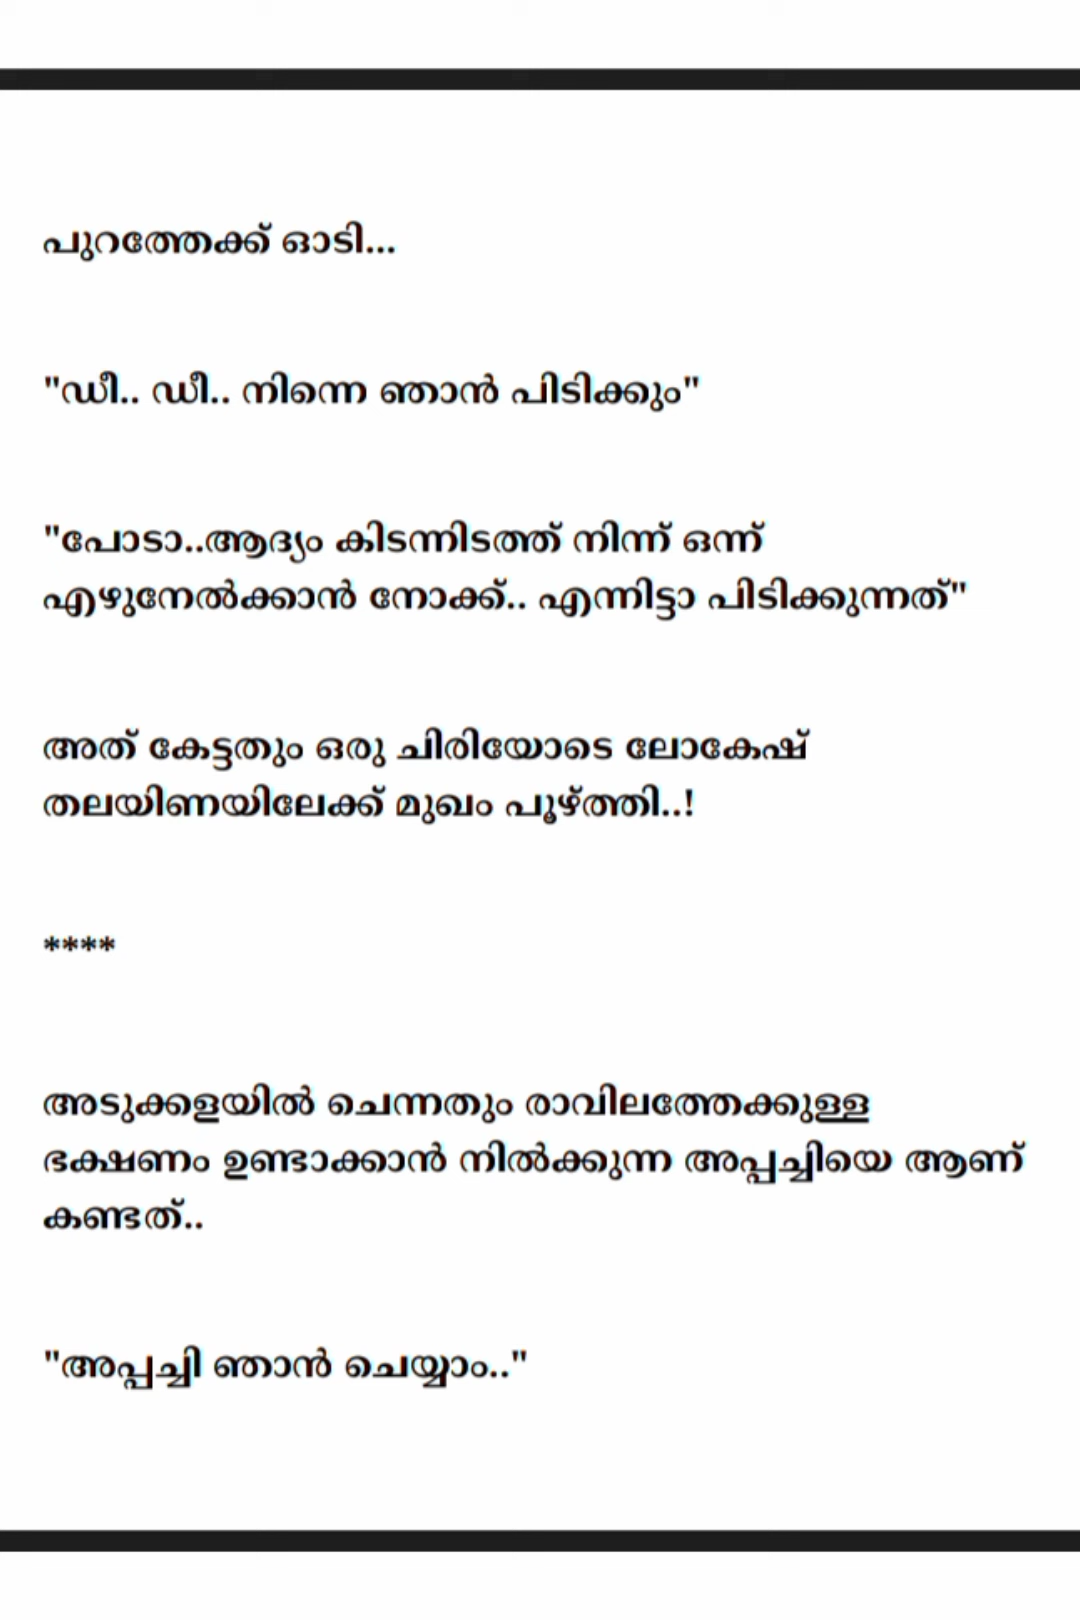 പുറത്തേക്ക് ഓടി...
"ഡീ.. ഡീ.. നിന്നെ ഞാൻ പിടിക്കും"
"പോടാ..ആദ്യം കിടന്നിടത്ത് നിന്ന് ഒന്ന്
എഴുനേൽക്കാൻ നോക്ക്.. എന്നിട്ടാ പിടിക്കുന്നത്"
അത് കേട്ടതും ഒരു ചിരിയോടെ ലോകേഷ്
തലയിണയിലേക്ക് മുഖം പൂഴ്ത്തി..!
****
അടുക്കളയിൽ ചെന്നതും രാവിലത്തേക്കുള്ള
ഭക്ഷണം ഉണ്ടാക്കാൻ നിൽക്കുന്ന അപ്പച്ചിയെ ആണ്
കണ്ടത്..
"അപ്പച്ചി ഞാൻ ചെയ്യാം.."